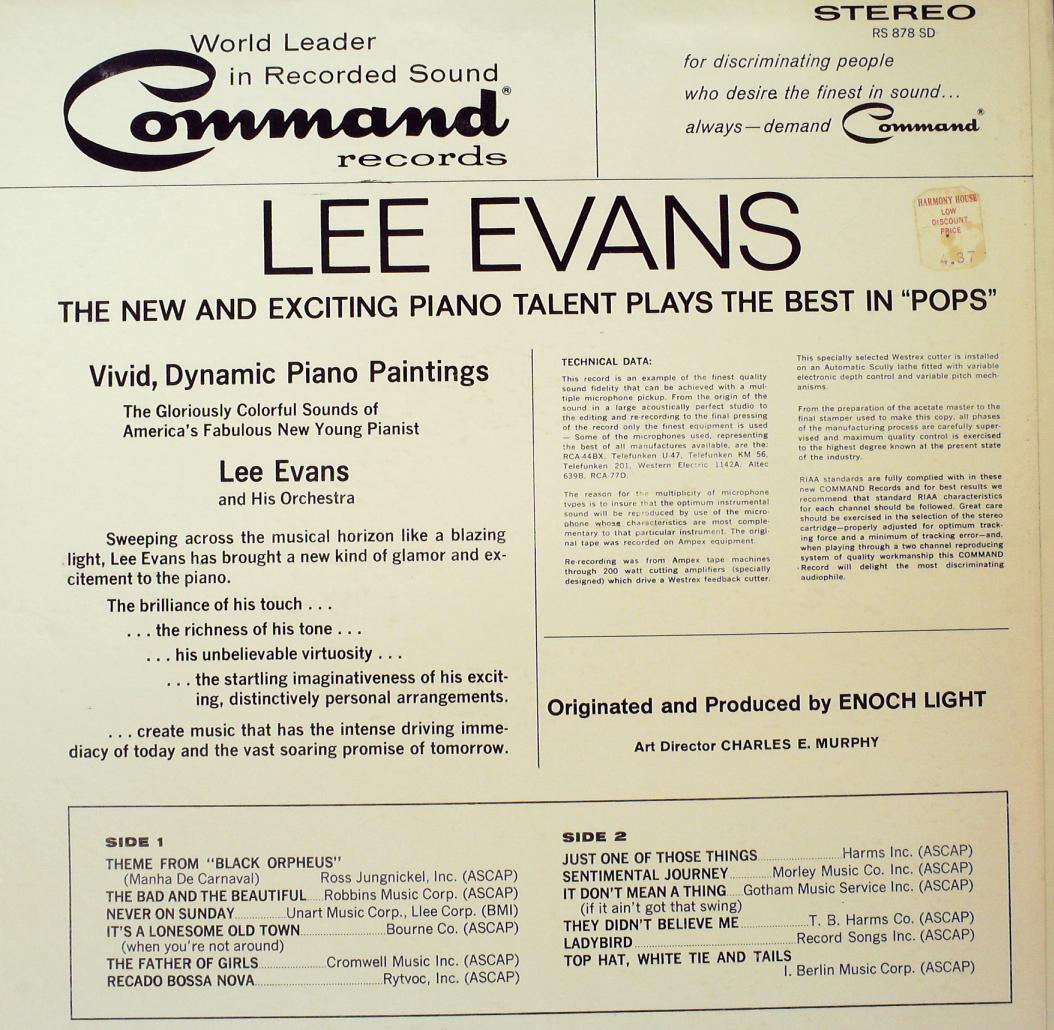 World Leader
in Recorded Sound
Command®
records
STEREO
RS 878 SD
for discriminating people
who desire the finest in sound...
always—demand Command®
LEE EVANS
HARMONY HOUSE
LOW
DISCOUNT
PRICE
4.37
THE NEW AND EXCITING PIANO TALENT PLAYS THE BEST IN “POPS”
Vivid, Dynamic Piano Paintings
The Gloriously Colorful Sounds of
America's Fabulous New Young Pianist
Lee Evans
and His Orchestra
Sweeping across the musical horizon like a blazing
light, Lee Evans has brought a new kind of glamor and ex-
citement to the piano.
The brilliance of his touch . . .
. . . the richness of his tone . . .
. . . his unbelievable virtuosity . . .
. . . the startling imaginativeness of his excit-
ing, distinctively personal arrangements.
. . . create music that has the intense driving imme-
diacy of today and the vast soaring promise of tomorrow.
TECHNICAL DATA:
This record is an example of the finest quality
sound fidelity that can be achieved with a mul-
tiple microphone pickup. From the origin of the
sound in a large acoustically perfect studio to
the editing and re-recording to the final pressing
of the record only the finest equipment is used
— Some of the microphones used, representing
the best of all manufactures available, are the:
RCA-44BX, Telefunken U-47, Telefunken KM 56,
Telefunken 201, Western Electric 1142A, Altec
639B, RCA-77D.
The reason for the multiplicity of microphone
types is to insure that the optimum instrumental
sound will be reproduced by use of the micro-
phone whose characteristics are most comple-
mentary to that particular instrument. The origi-
nal tape was recorded on Ampex equipment.
Re-recording was from Ampex tape machines
through 200 watt cutting amplifiers (specially
designed) which drive a Westrex feedback cutter.
This specially selected Westrex cutter is installed
on an Automatic Scully lathe fitted with variable
electronic depth control and variable pitch mech-
anisms.
From the preparation of the acetate master to the
final stamper used to make this copy, all phases
of the manufacturing process are carefully super-
vised and maximum quality control is exercised
to the highest degree known at the present state
of the industry.
RIAA standards are fully complied with in these
new COMMAND Records and for best results we
recommend that standard RIAA characteristics
for each channel should be followed. Great care
should be exercised in the selection of the stereo
cartridge—properly adjusted for optimum track-
ing force and a minimum of tracking error—and,
when playing through a two channel reproducing
system of quality workmanship this COMMAND
Record will delight the most discriminating
audiophile.
Originated and Produced by ENOCH LIGHT
Art Director CHARLES E. MURPHY
SIDE 1
THEME FROM “BLACK ORPHEUS”
(Manha De Carnaval) Ross Jungnickel, Inc. (ASCAP)
THE BAD AND THE BEAUTIFUL.....Robbins Music Corp. (ASCAP)
NEVER ON SUNDAY...............Unart Music Corp., Llee Corp. (BMI)
IT'S A LONESOME OLD TOWN.....................Bourne Co. (ASCAP)
(when you're not around)
THE FATHER OF GIRLS.................Cromwell Music Inc. (ASCAP)
RECADO BOSSA NOVA................................Rytvoc, Inc. (ASCAP)
SIDE 2
JUST ONE OF THOSE THINGS.....................Harms Inc. (ASCAP)
SENTIMENTAL JOURNEY...........Morley Music Co. Inc. (ASCAP)
IT DON'T MEAN A THING....Gotham Music Service Inc. (ASCAP)
(if it ain't got that swing)
THEY DIDN'T BELIEVE ME.................T. B. Harms Co. (ASCAP)
LADYBIRD........................................Record Songs Inc. (ASCAP)
TOP HAT, WHITE TIE AND TAILS
I. Berlin Music Corp. (ASCAP)